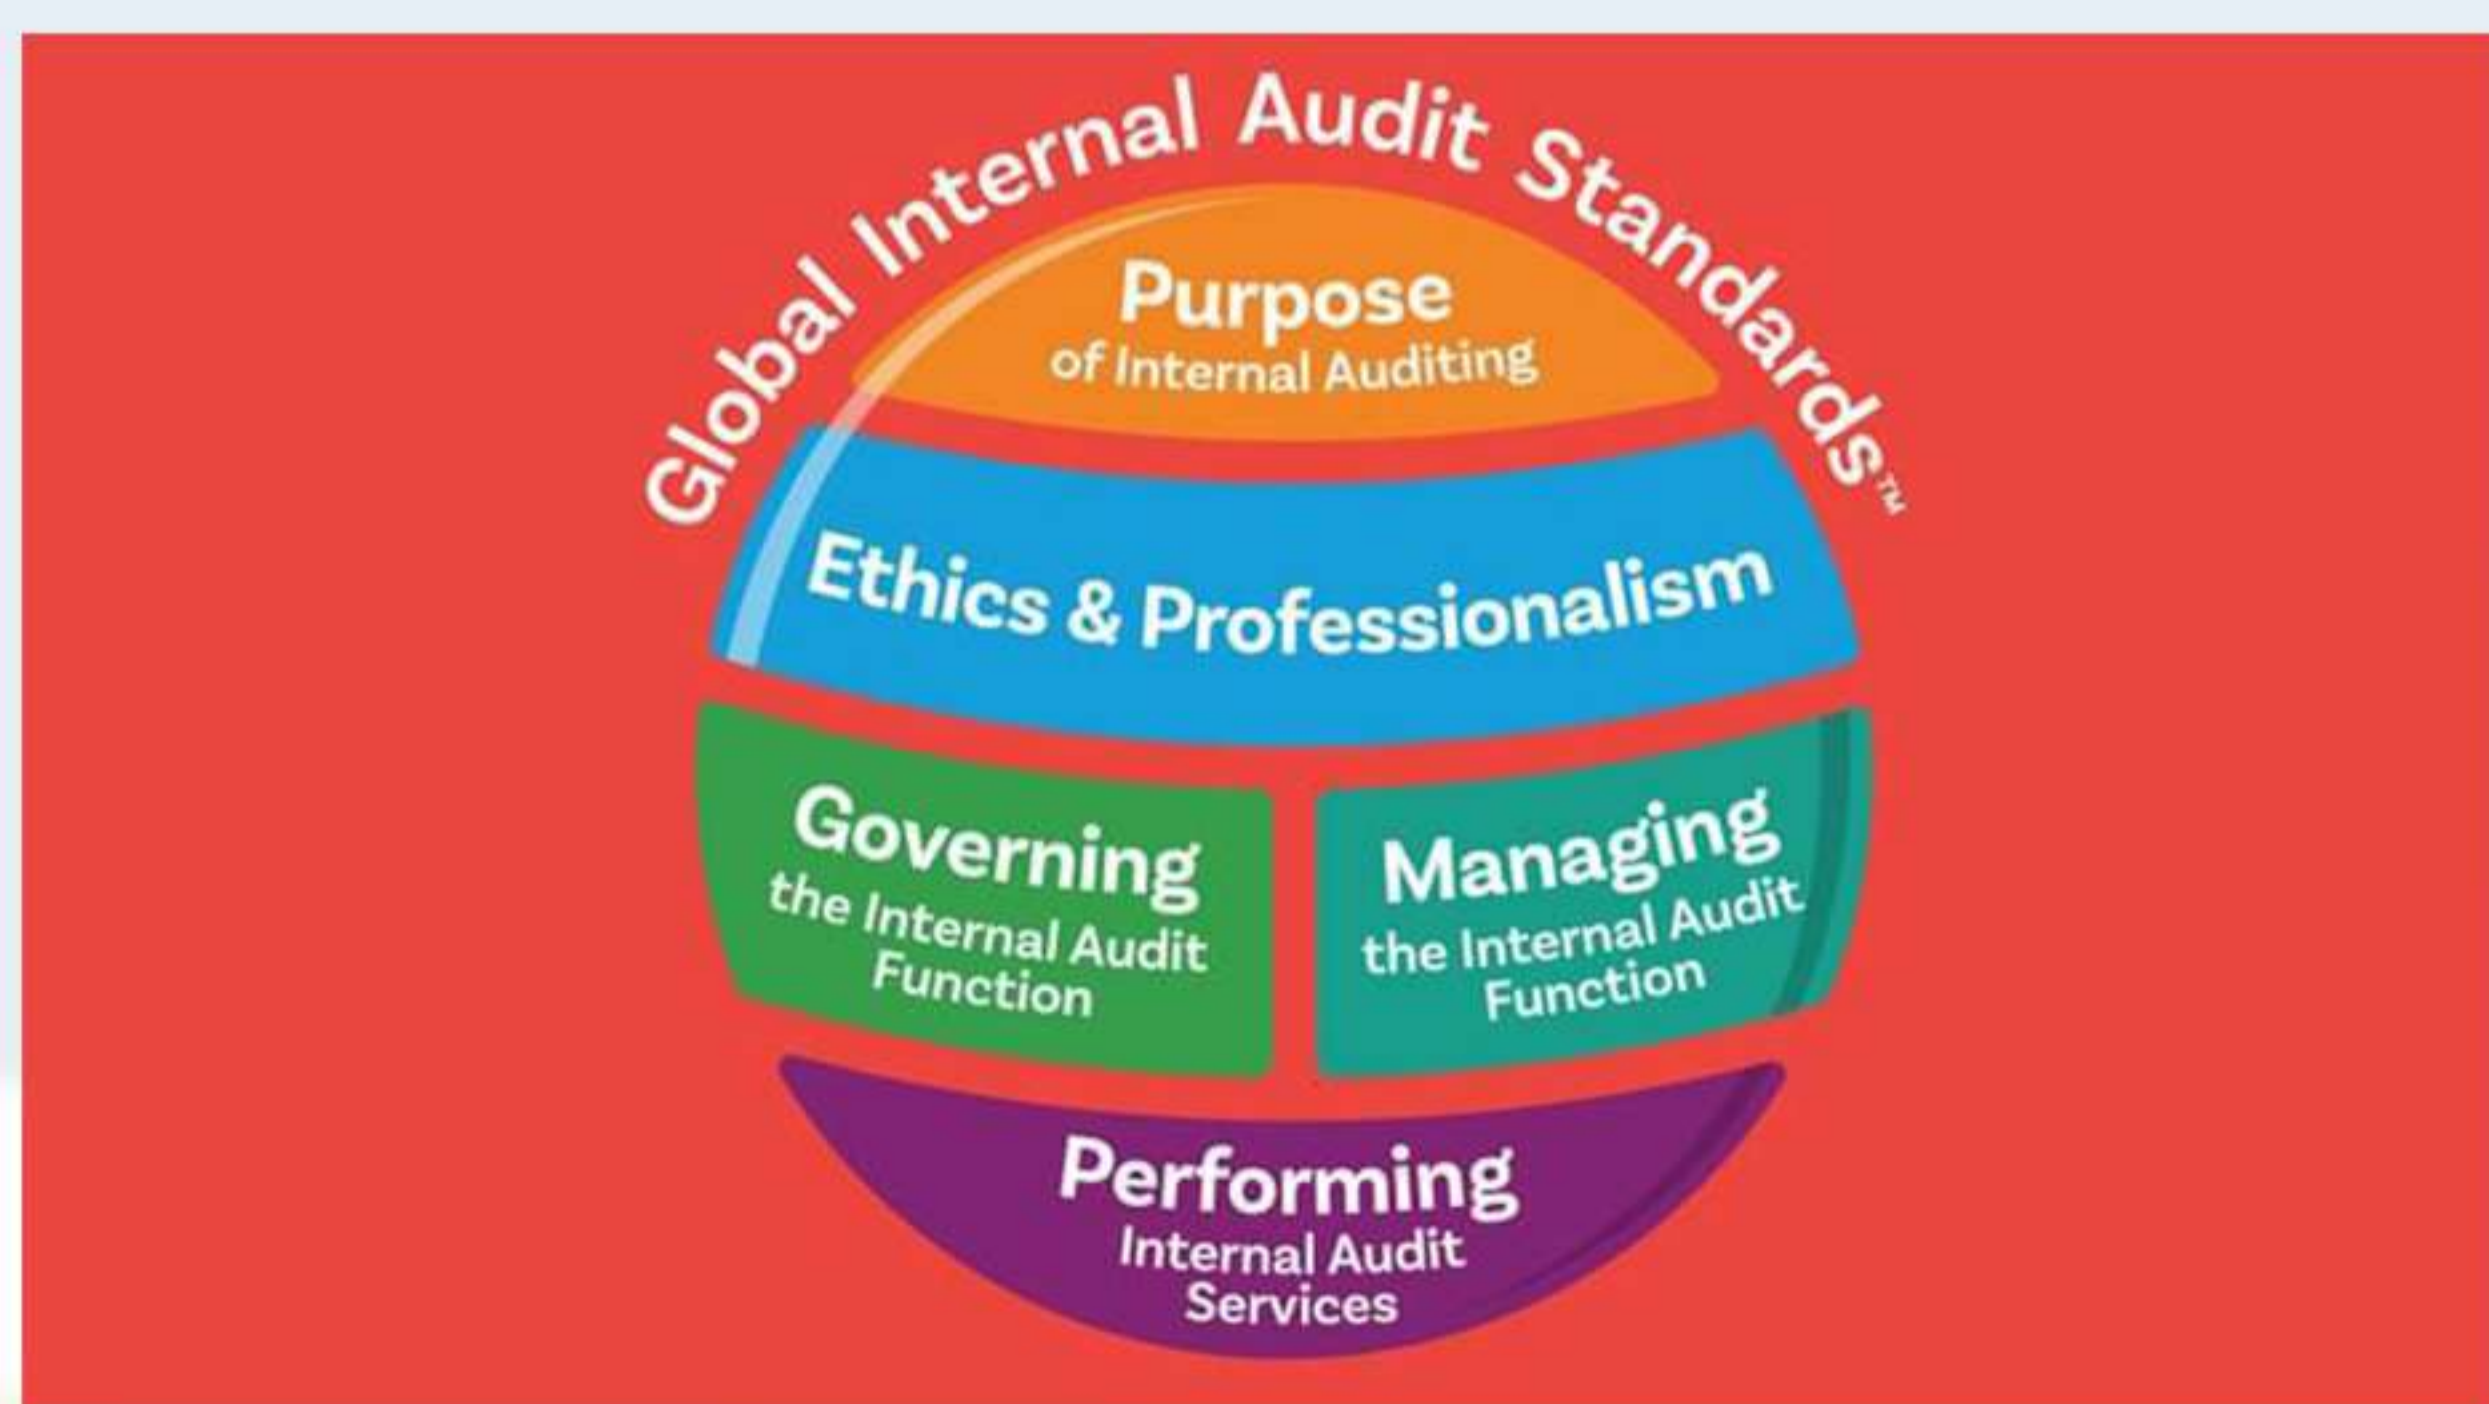 Global Internal Audit Standards™
Purpose
of Internal Auditing
Ethics & Professionalism
Governing
the Internal Audit
Function
Managing
the Internal Audit
Function
Performing
Internal Audit
Services